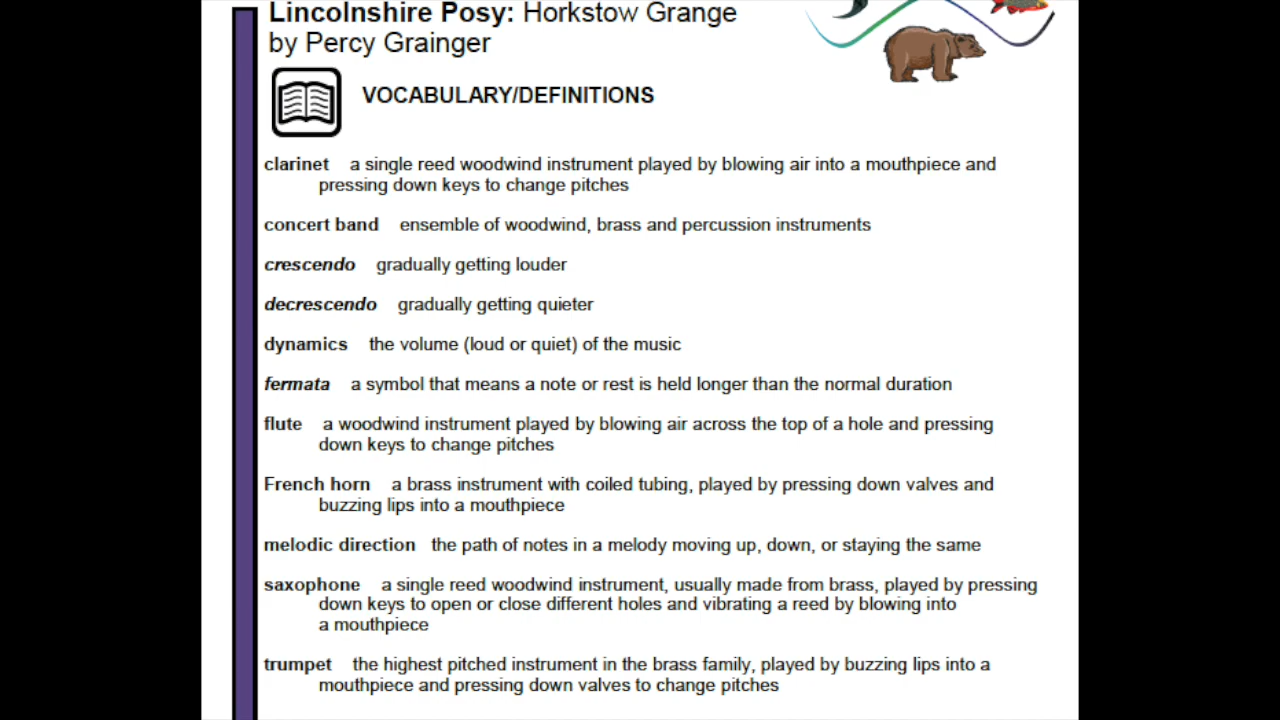 Lincolnshire Posy: Horkstow Grange
by Percy Grainger
VOCABULARY/DEFINITIONS
clarinet a single reed woodwind instrument played by blowing air into a mouthpiece and
pressing down keys to change pitches
concert band ensemble of woodwind, brass and percussion instruments
crescendo gradually getting louder
decrescendo gradually getting quieter
dynamics the volume (loud or quiet) of the music
fermata a symbol that means a note or rest is held longer than the normal duration
flute a woodwind instrument played by blowing air across the top of a hole and pressing
down keys to change pitches
French horn a brass instrument with coiled tubing, played by pressing down valves and
buzzing lips into a mouthpiece
melodic direction the path of notes in a melody moving up, down, or staying the same
saxophone a single reed woodwind instrument, usually made from brass, played by pressing
down keys to open or close different holes and vibrating a reed by blowing into
a mouthpiece
trumpet the highest pitched instrument in the brass family, played by buzzing lips into a
mouthpiece and pressing down valves to change pitches